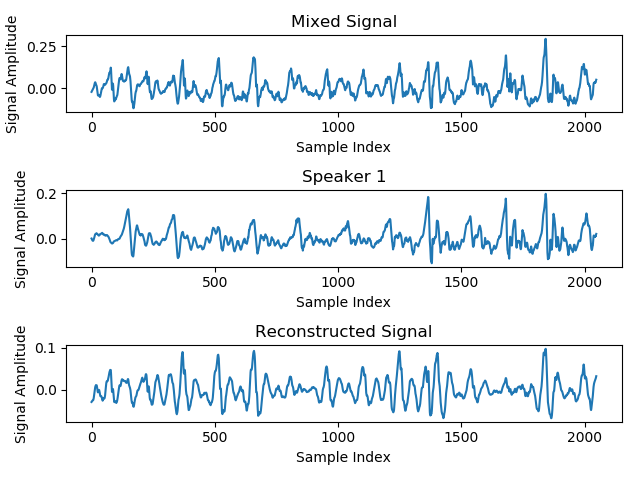 Mixed Signal
Signal Amplitude
0.25
0.00
0
500
1000
1500
2000
Sample Index
Speaker 1
Signal Amplitude
0.2
0.0
0
500
1000
1500
2000
Sample Index
Reconstructed Signal
Signal Amplitude
0.1
0.0
0
500
1000
1500
2000
Sample Index